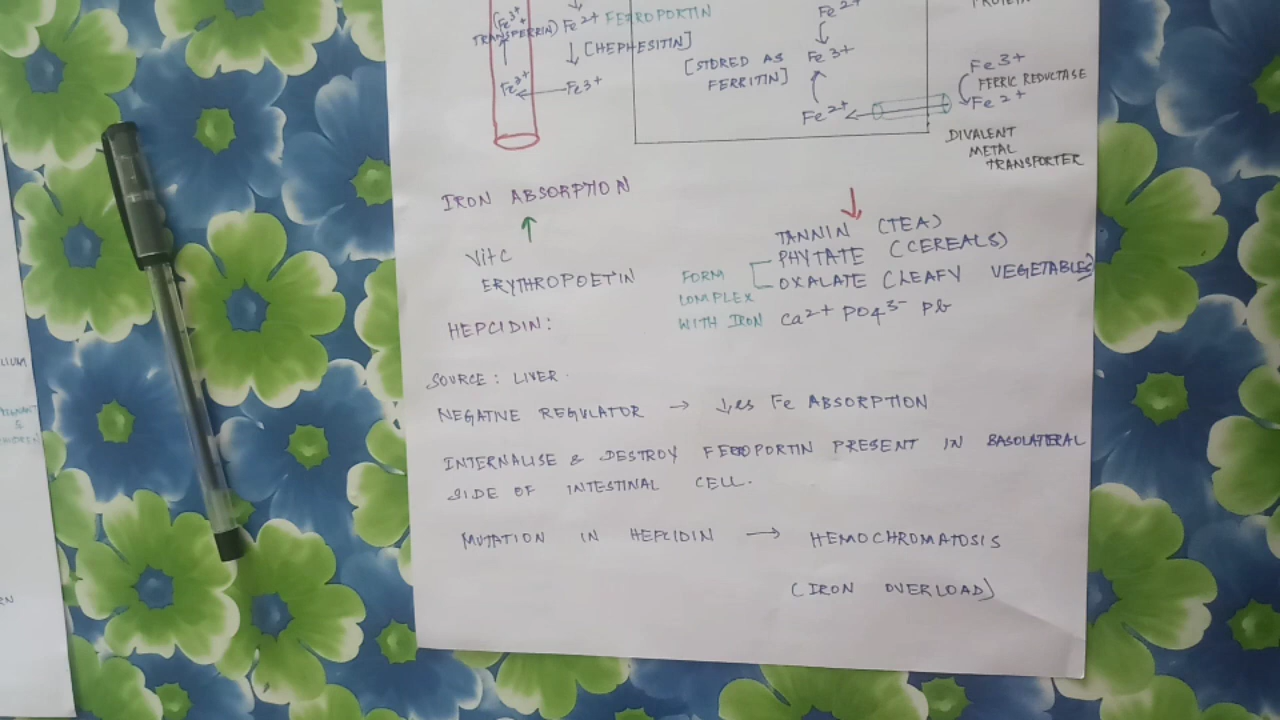 Fe2+
(Fe3+
TRANSFERRIN) Fe2+ FERROPORTIN
[HEPHESITIN]
[STORED AS
FERRITIN]
Fe3+
Fe3+
FERRIC REDUCTASE
Fe3+ ← Fe3+
Fe2+ ←
Fe2+
DIVALENT
METAL
TRANSPORTER
IRON ABSORPTION
↑
↓
Vitc
ERYTHROPOETIN
TANNIN (TEA)
PHYTATE (CEREALS)
OXALATE (LEAFY VEGETABLES)
FORM
COMPLEX
WITH IRON
Ca2+ PO43- Pb
HEPCIDIN:
SOURCE: LIVER.
NEGATIVE REGULATOR → ↓es Fe ABSORPTION
INTERNALISE & DESTROY FERROPORTIN PRESENT IN BASOLATERAL
SIDE OF INTESTINAL CELL.
MUTATION IN HEPCIDIN → HEMOCHROMATOSIS
(IRON OVERLOAD)